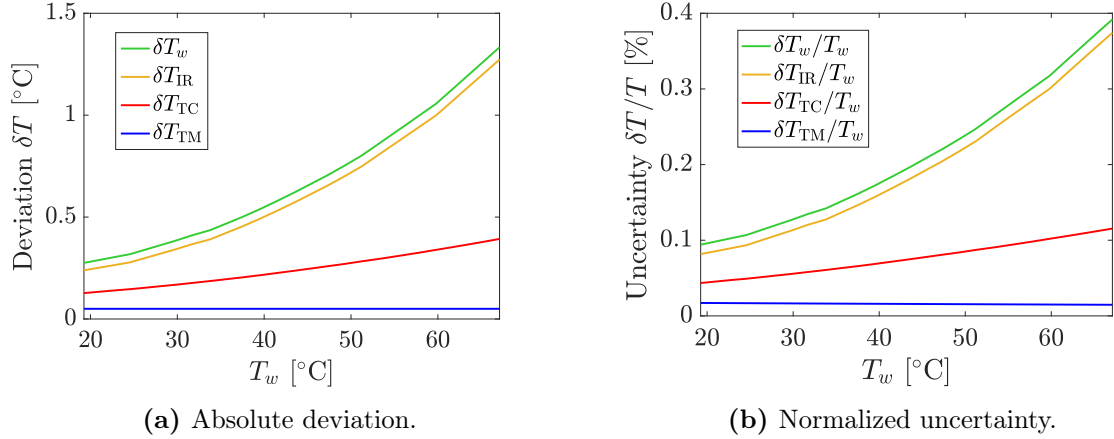 1.5
1
0.5
0
20 30 40 50 60
T_w [°C]
Deviation δT [°C]
δT_w
δT_IR
δT_TC
δT_TM
(a) Absolute deviation.
0.4
0.3
0.2
0.1
0
20 30 40 50 60
T_w [°C]
Uncertainty δT/T [%]
δT_w/T_w
δT_IR/T_w
δT_TC/T_w
δT_TM/T_w
(b) Normalized uncertainty.